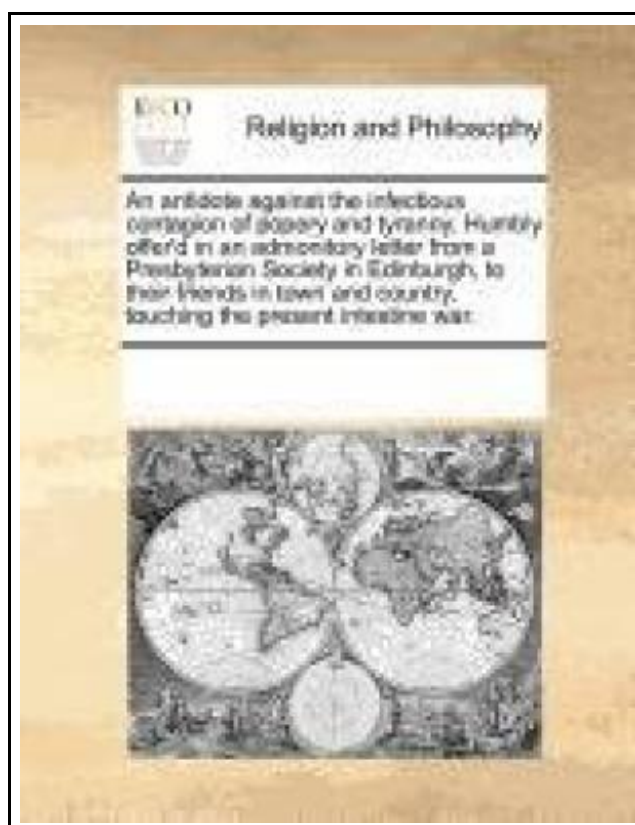 ECCO
Religion and Philosophy
An antidote against the infectious
contagion of popery and tyranny. Humbly
offer'd in an admonitory letter from a
Presbyterian Society in Edinburgh, to
their friends in town and country,
touching the present intestine war.